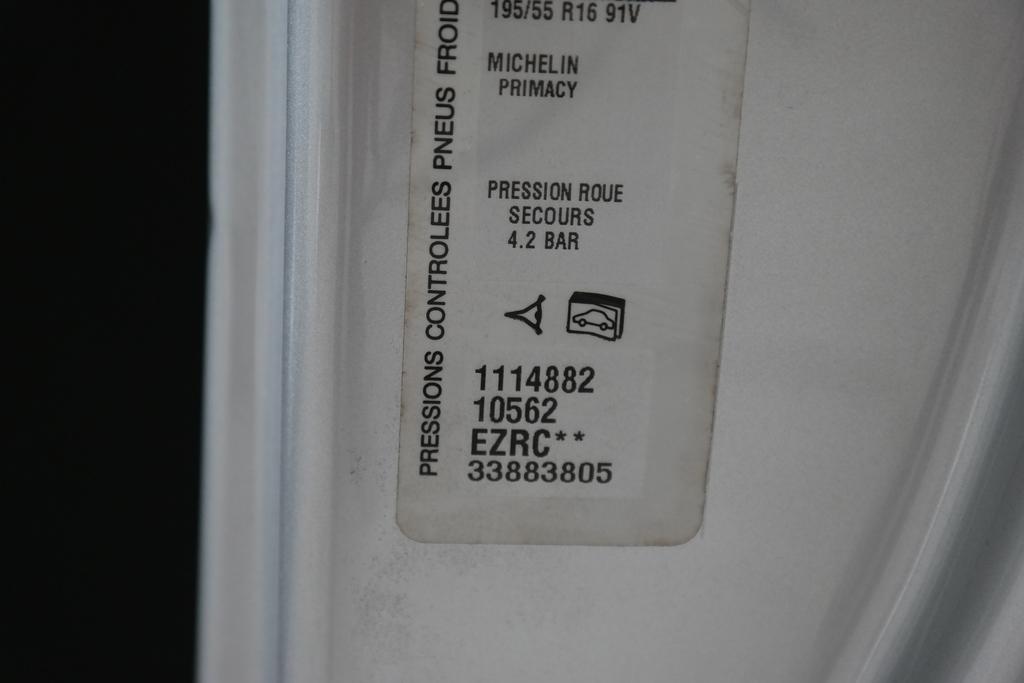 195/55 R16 91V
MICHELIN
PRIMACY
PRESSION ROUE
SECOURS
4.2 BAR
1114882
10562
EZRC**
33883805
PRESSIONS CONTROLEES PNEUS FROID